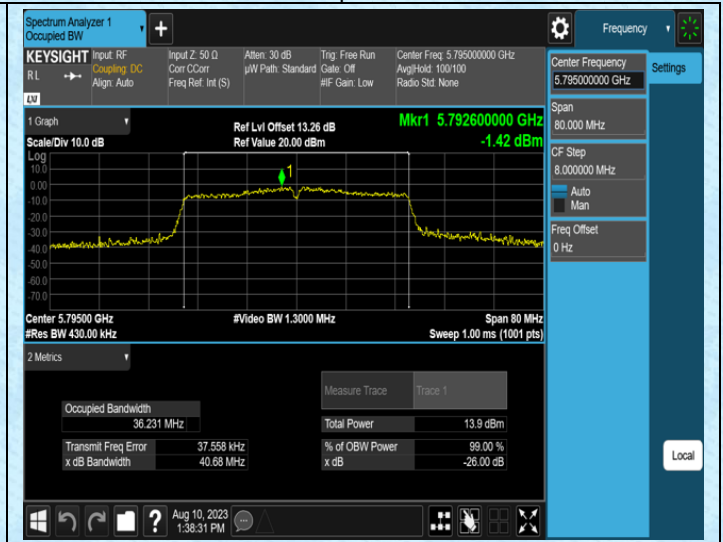 Spectrum Analyzer 1
Occupied BW
Frequency
KEYSIGHT
R L
LXI
Input: RF
Coupling: DC
Align: Auto
Input Z: 50 Ω
Corr CCorr
Freq Ref: Int (S)
Atten: 30 dB
µW Path: Standard
Trig: Free Run
Gate: Off
#IF Gain: Low
Center Freq: 5.795000000 GHz
Avg|Hold: 100/100
Radio Std: None
Center Frequency
5.795000000 GHz
Settings
Span
80.000 MHz
CF Step
8.000000 MHz
Auto
Man
Freq Offset
0 Hz
Local
1 Graph
Scale/Div 10.0 dB
Ref Lvl Offset 13.26 dB
Ref Value 20.00 dBm
Mkr1 5.792600000 GHz
-1.42 dBm
Log
10.0
0.00
-10.0
-20.0
-30.0
-40.0
-50.0
-60.0
-70.0
1
Center 5.79500 GHz
#Res BW 430.00 kHz
#Video BW 1.3000 MHz
Span 80 MHz
Sweep 1.00 ms (1001 pts)
2 Metrics
Measure Trace Trace 1
Occupied Bandwidth
36.231 MHz
Total Power 13.9 dBm
Transmit Freq Error 37.558 kHz
% of OBW Power 99.00 %
x dB Bandwidth 40.68 MHz
x dB -26.00 dB
Aug 10, 2023
1:38:31 PM